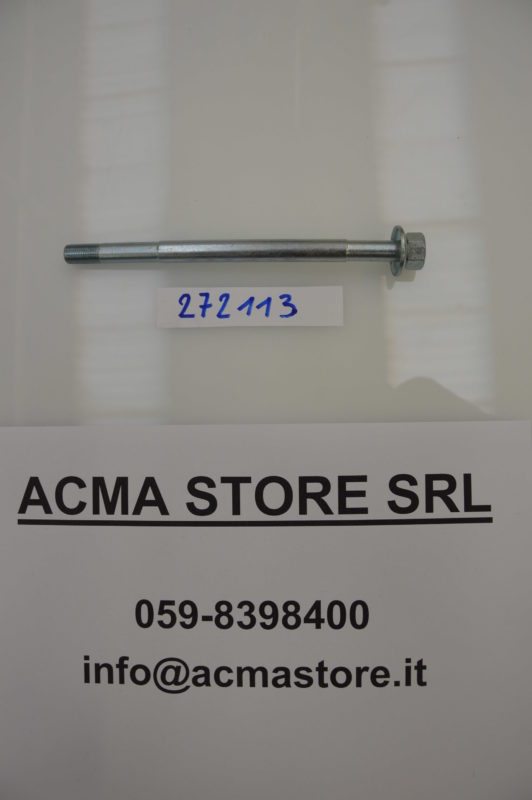 272113
ACMA STORE SRL
059-8398400
info@acmastore.it